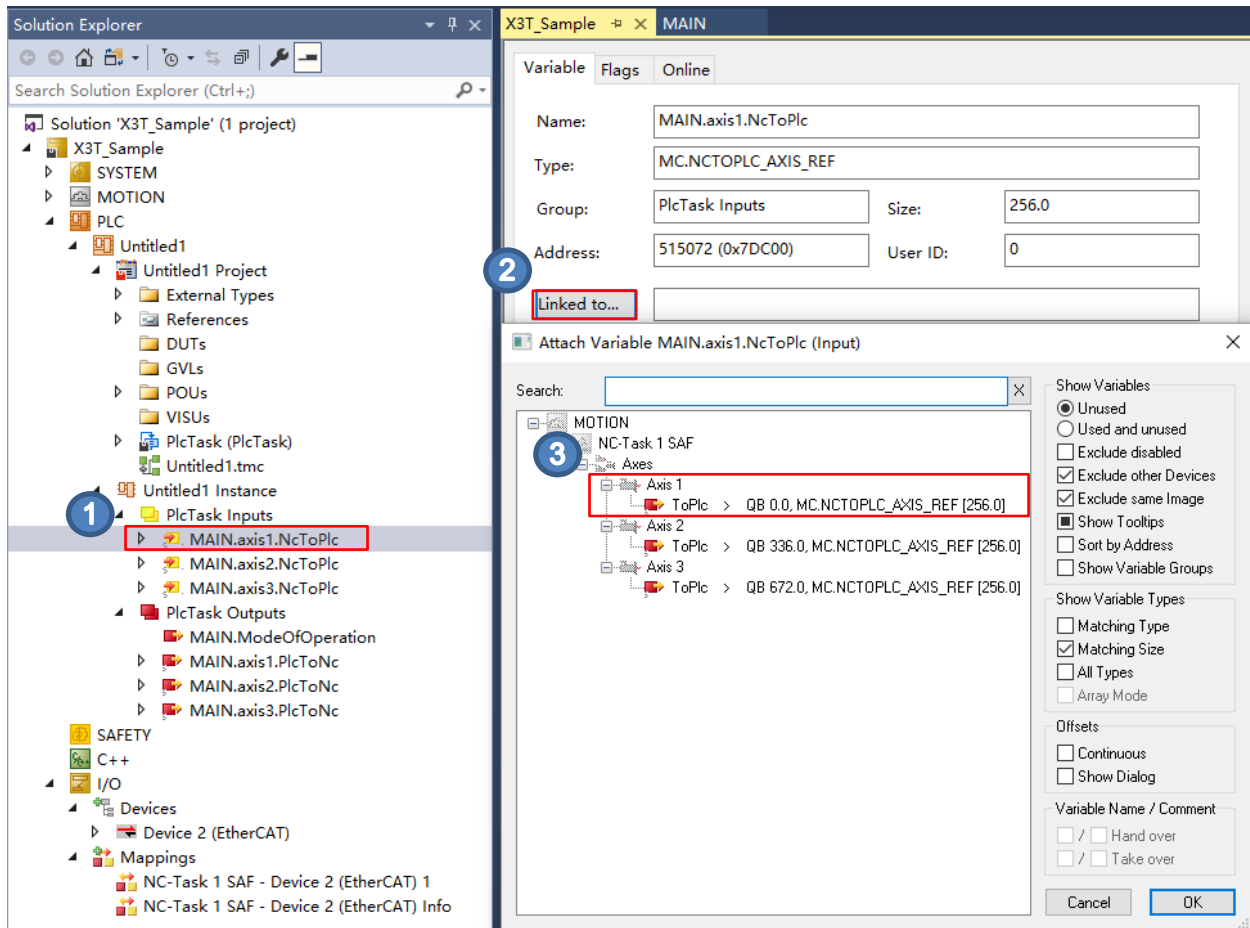 Solution Explorer
Search Solution Explorer (Ctrl+;)
Solution 'X3T_Sample' (1 project)
X3T_Sample
SYSTEM
MOTION
PLC
Untitled1
Untitled1 Project
External Types
References
DUTs
GVLs
POUs
VISUs
PlcTask (PlcTask)
Untitled1.tmc
Untitled1 Instance
1
PlcTask Inputs
MAIN.axis1.NcToPlc
MAIN.axis2.NcToPlc
MAIN.axis3.NcToPlc
PlcTask Outputs
MAIN.ModeOfOperation
MAIN.axis1.PlcToNc
MAIN.axis2.PlcToNc
MAIN.axis3.PlcToNc
SAFETY
C++
I/O
Devices
Device 2 (EtherCAT)
Mappings
NC-Task 1 SAF - Device 2 (EtherCAT) 1
NC-Task 1 SAF - Device 2 (EtherCAT) Info
X3T_Sample MAIN
Variable Flags Online
Name: MAIN.axis1.NcToPlc
Type: MC.NCTOPLC_AXIS_REF
Group: PlcTask Inputs Size: 256.0
Address: 515072 (0x7DC00) User ID: 0
2
Linked to...
Attach Variable MAIN.axis1.NcToPlc (Input)
Search:
MOTION
3
NC-Task 1 SAF
Axes
Axis 1
ToPlc > QB 0.0, MC.NCTOPLC_AXIS_REF [256.0]
Axis 2
ToPlc > QB 336.0, MC.NCTOPLC_AXIS_REF [256.0]
Axis 3
ToPlc > QB 672.0, MC.NCTOPLC_AXIS_REF [256.0]
Show Variables
Unused
Used and unused
Exclude disabled
Exclude other Devices
Exclude same Image
Show Tooltips
Sort by Address
Show Variable Groups
Show Variable Types
Matching Type
Matching Size
All Types
Array Mode
Offsets
Continuous
Show Dialog
Variable Name / Comment
/ Hand over
/ Take over
Cancel OK